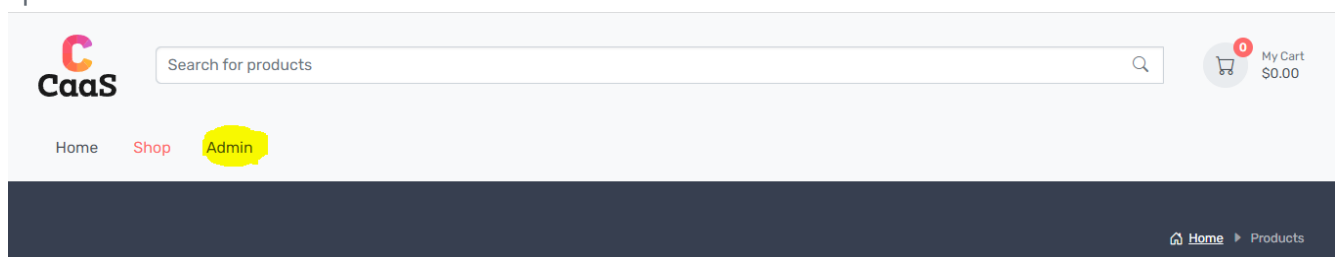 C
CaaS
Search for products
0
My Cart
$0.00
Home Shop Admin
Home Products